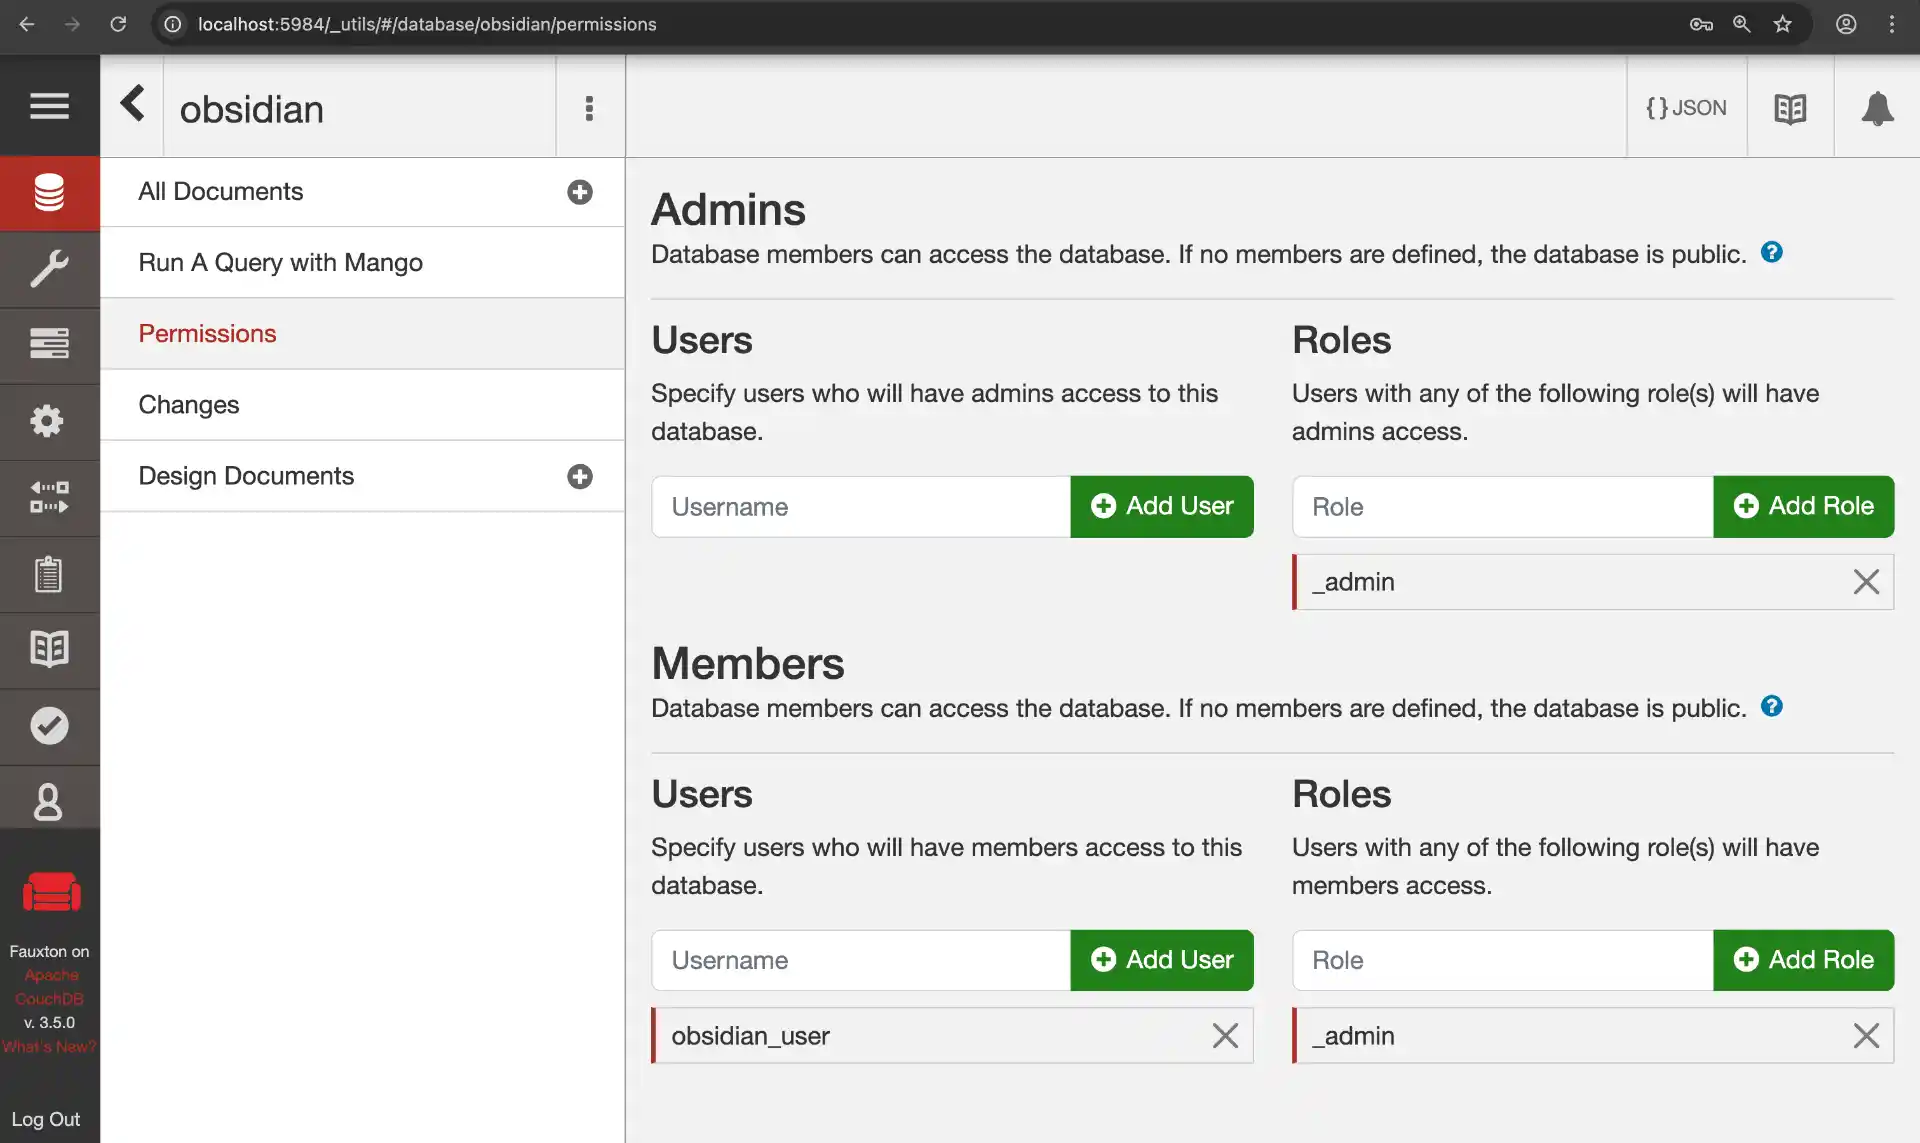 localhost:5984/_utils/#/database/obsidian/permissions
obsidian
{} JSON
All Documents
Run A Query with Mango
Permissions
Changes
Design Documents
Fauxton on
Apache
CouchDB
v. 3.5.0
What's New?
Log Out
Admins
Database members can access the database. If no members are defined, the database is public. ?
Users
Specify users who will have admins access to this
database.
Username
Add User
Roles
Users with any of the following role(s) will have
admins access.
Role
Add Role
_admin
Members
Database members can access the database. If no members are defined, the database is public. ?
Users
Specify users who will have members access to this
database.
Username
Add User
obsidian_user
Roles
Users with any of the following role(s) will have
members access.
Role
Add Role
_admin